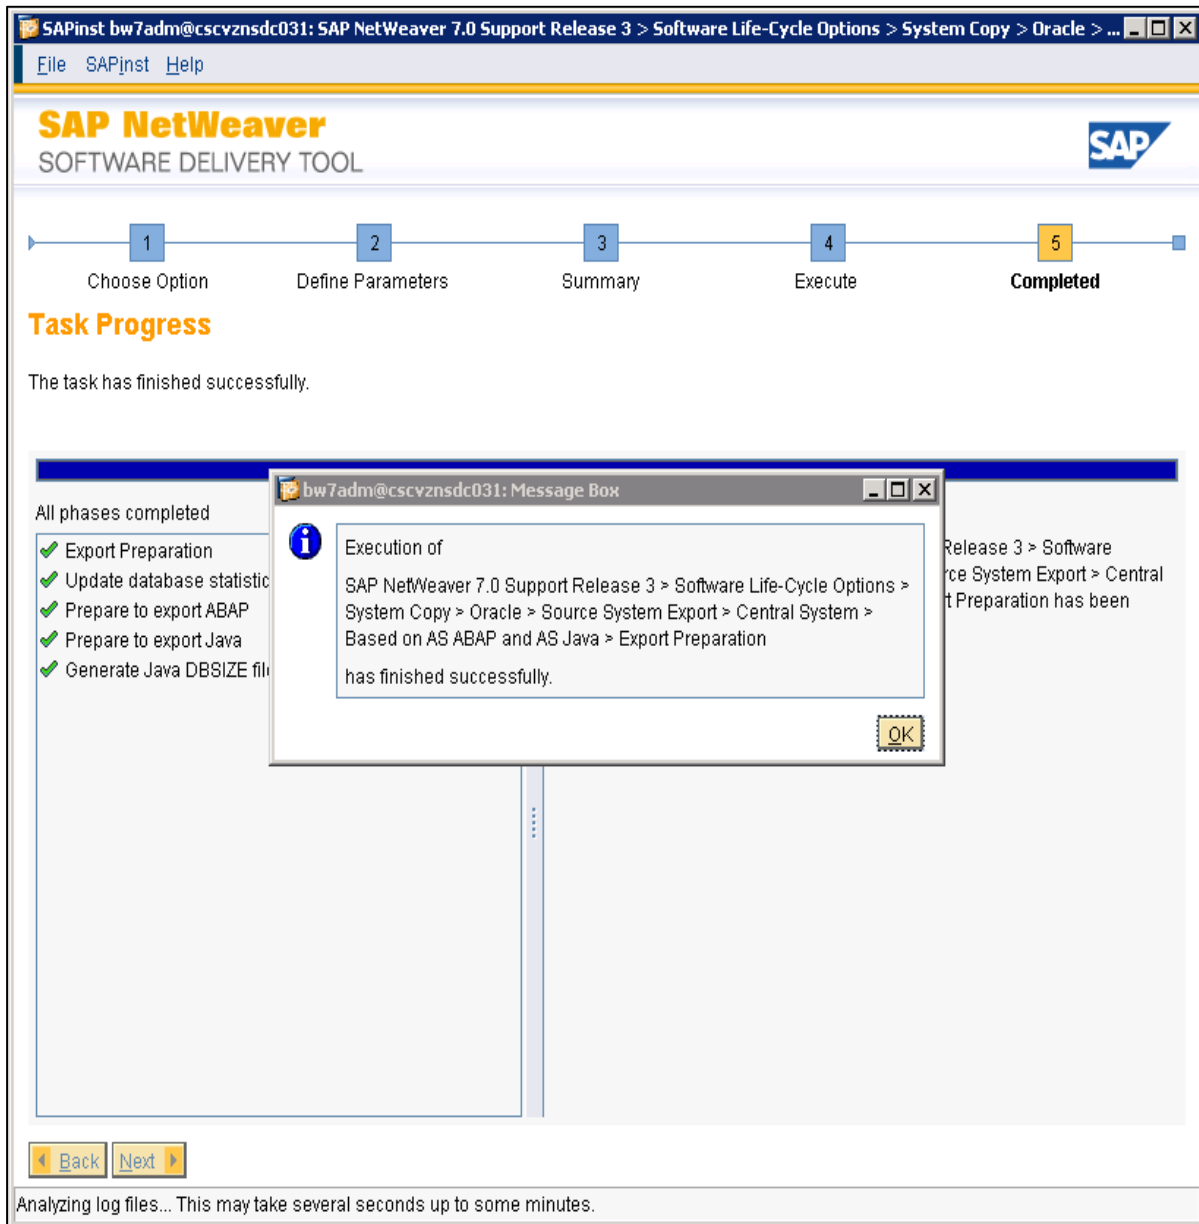 SAPinst bw7adm@cscvznsdc031: SAP NetWeaver 7.0 Support Release 3 > Software Life-Cycle Options > System Copy > Oracle > ...
File SAPinst Help
SAP NetWeaver
SOFTWARE DELIVERY TOOL
SAP
1 2 3 4 5
Choose Option Define Parameters Summary Execute Completed
Task Progress
The task has finished successfully.
bw7adm@cscvznsdc031: Message Box
All phases completed
Export Preparation
Update database statistic
Prepare to export ABAP
Prepare to export Java
Generate Java DBSIZE
Execution of
SAP NetWeaver 7.0 Support Release 3 > Software Life-Cycle Options >
System Copy > Oracle > Source System Export > Central System >
Based on AS ABAP and AS Java > Export Preparation
has finished successfully.
OK
Release 3 > Software
System Export > Central
Preparation has been
Back Next
Analyzing log files... This may take several seconds up to some minutes.